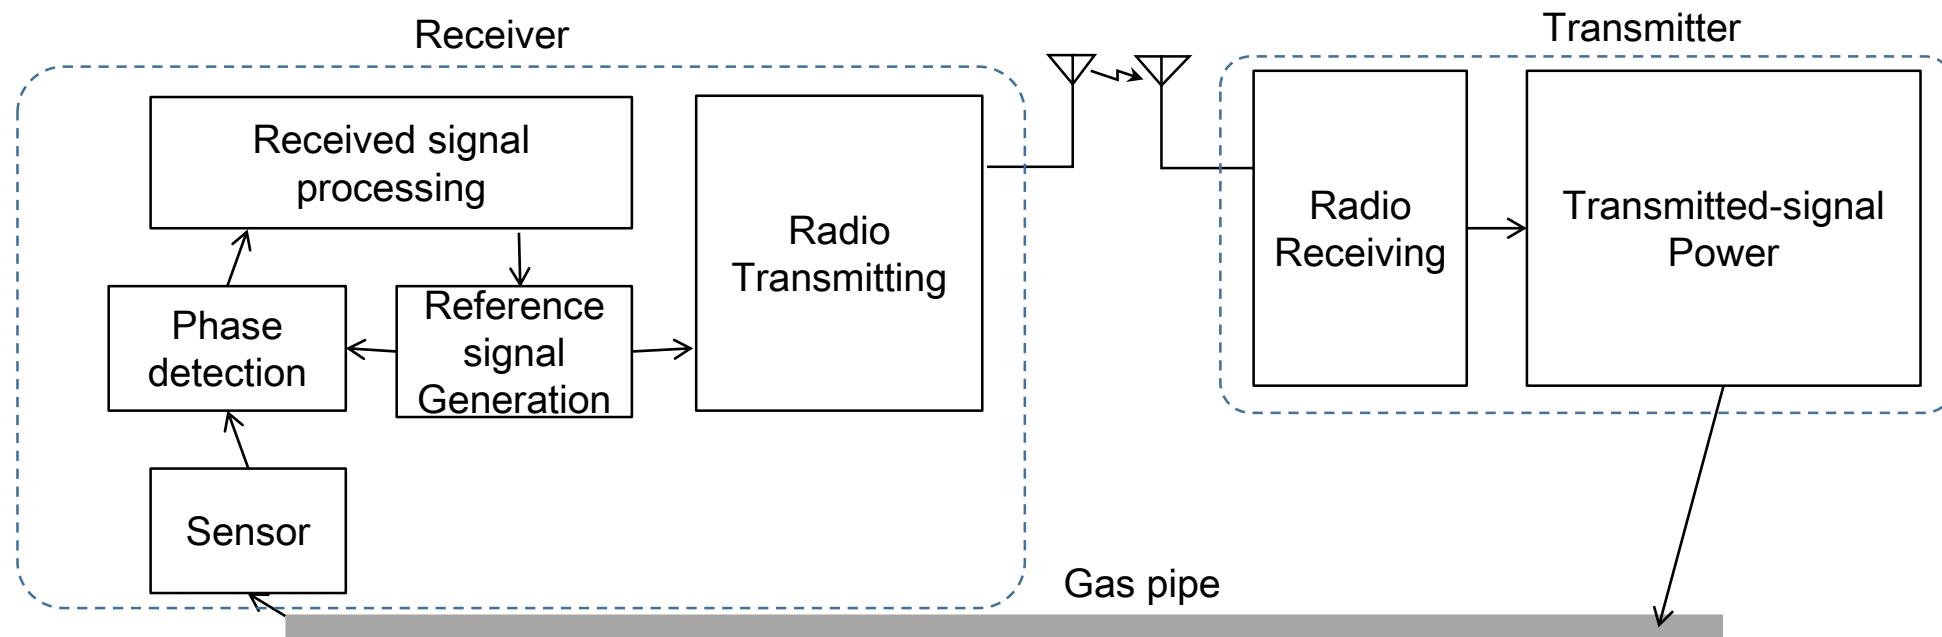 Receiver
Transmitter
Received signal
processing
Radio
Transmitting
Radio
Receiving
Transmitted-signal
Power
Phase
detection
Reference
signal
Generation
Sensor
Gas pipe